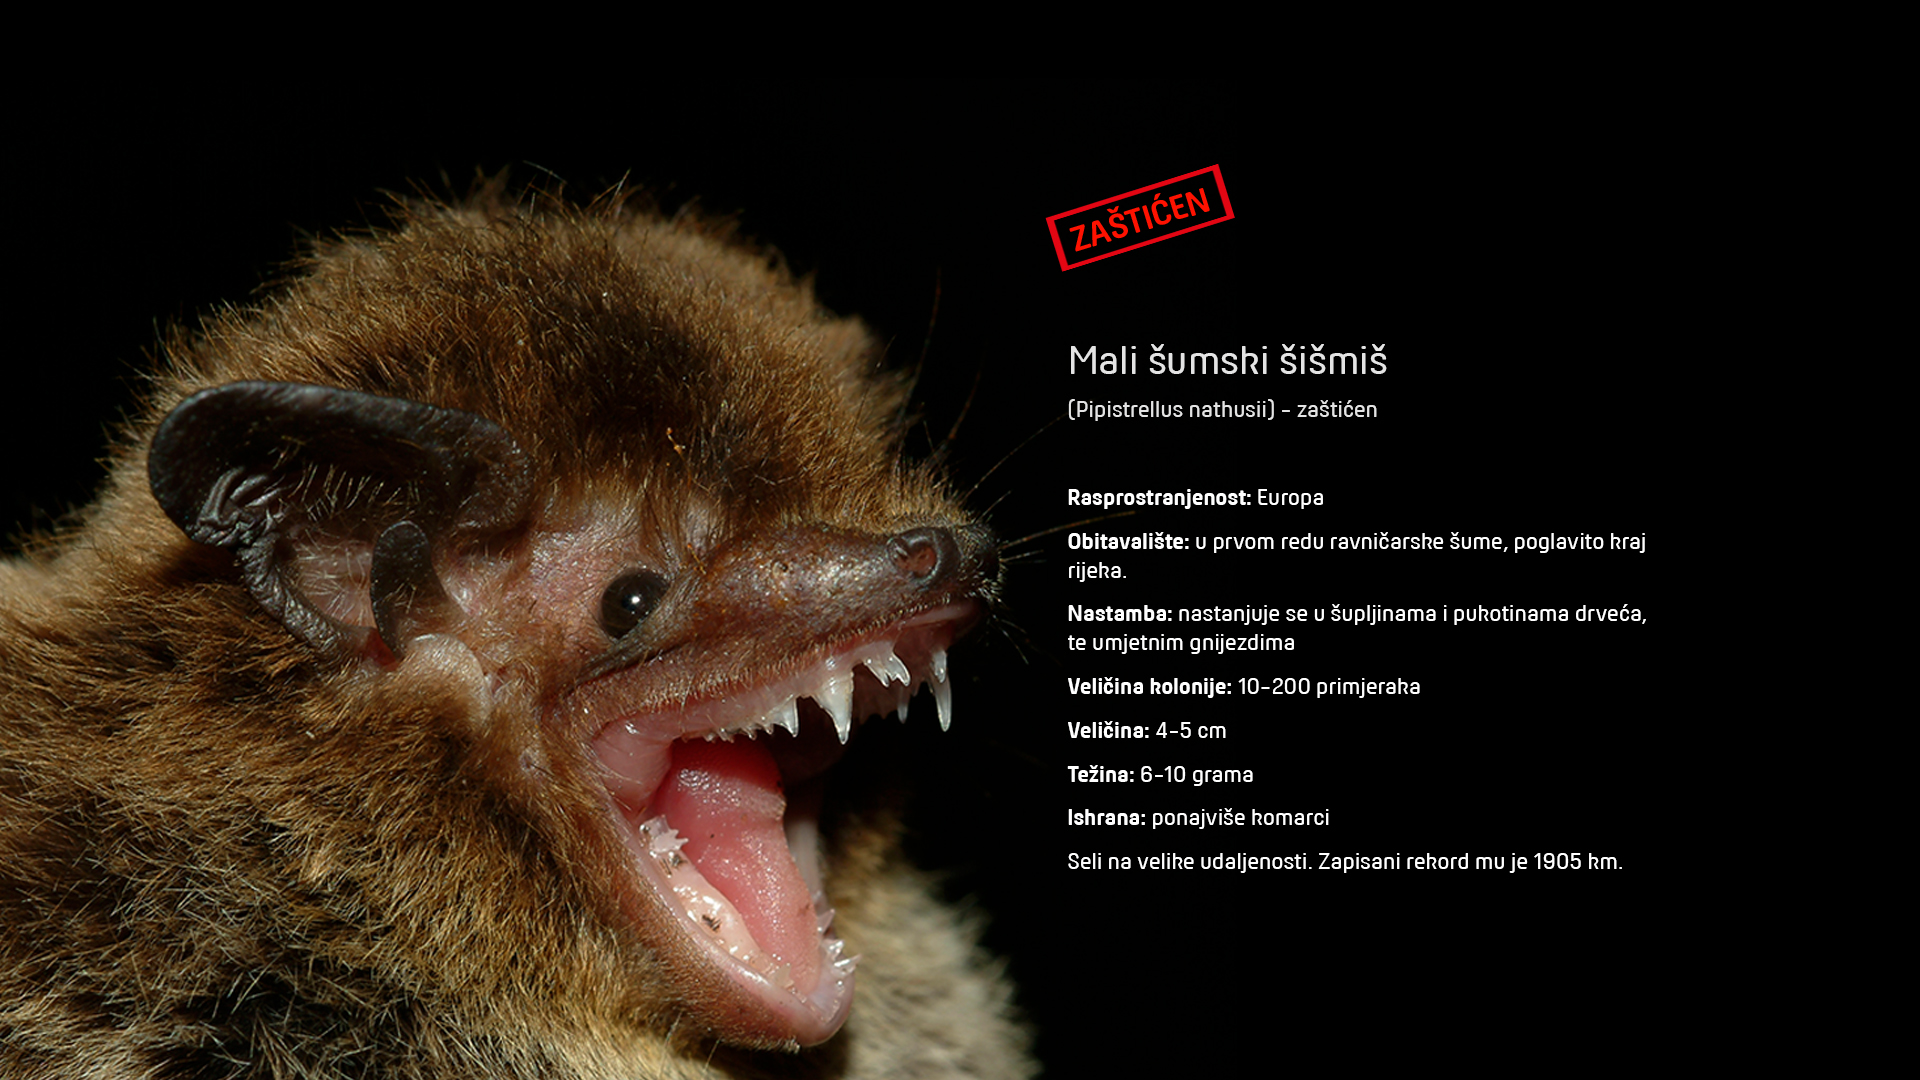 ZAŠTIĆEN
Mali šumski šišmiš
(Pipistrellus nathusii) - zaštićen
Rasprostranjenost: Europa
Obitavalište: u prvom redu ravničarske šume, poglavito kraj
rijeka.
Nastamba: nastanjuje se u šupljinama i pukotinama drveća,
te umjetnim gnijezdima
Veličina kolonije: 10-200 primjeraka
Veličina: 4-5 cm
Težina: 6-10 grama
Ishrana: ponajviše komarci
Seli na velike udaljenosti. Zapisani rekord mu je 1905 km.